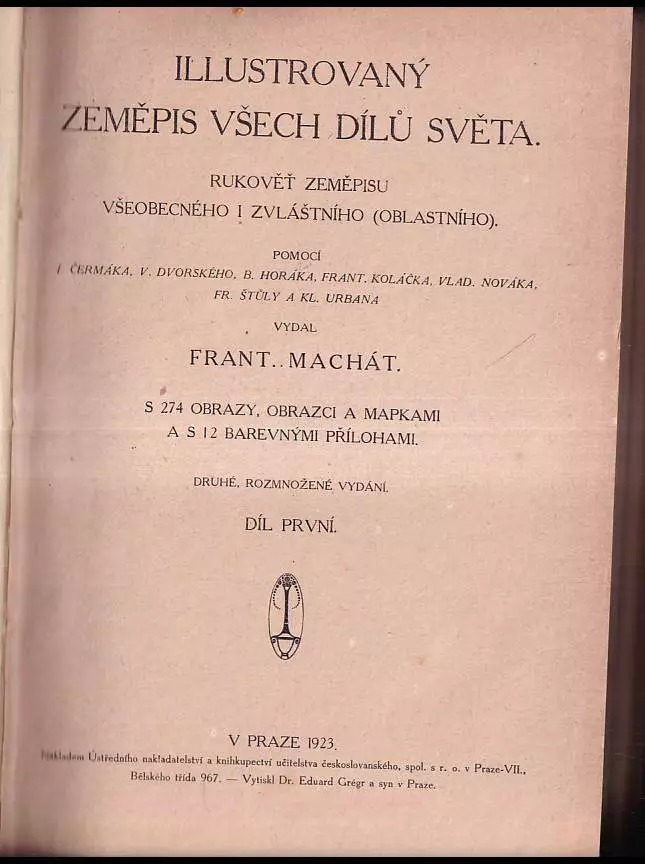 ILLUSTROVANÝ
ZEMĚPIS VŠECH DÍLŮ SVĚTA.
RUKOVĚŤ ZEMĚPISU
VŠEOBECNÉHO I ZVLÁŠTNÍHO (OBLASTNÍHO).
POMOCÍ
J. ČERMÁKA, V. DVORSKÉHO, B. HORÁKA, FRANT. KOLÁČKA, VLAD. NOVÁKA,
FR. ŠTŮLY A KL. URBANA
VYDAL
FRANT. MACHÁT.
S 274 OBRAZY, OBRAZCI A MAPKAMI
A S 12 BAREVNÝMI PŘÍLOHAMI.
DRUHÉ, ROZMNOŽENÉ VYDÁNÍ.
DÍL PRVNÍ.
V PRAZE 1923.
Nákladem Ústředního nakladatelství a knihkupectví učitelstva československého, spol. s r. o. v Praze-VII.,
Bělského třída 967. — Vytiskl Dr. Eduard Grégr a syn v Praze.